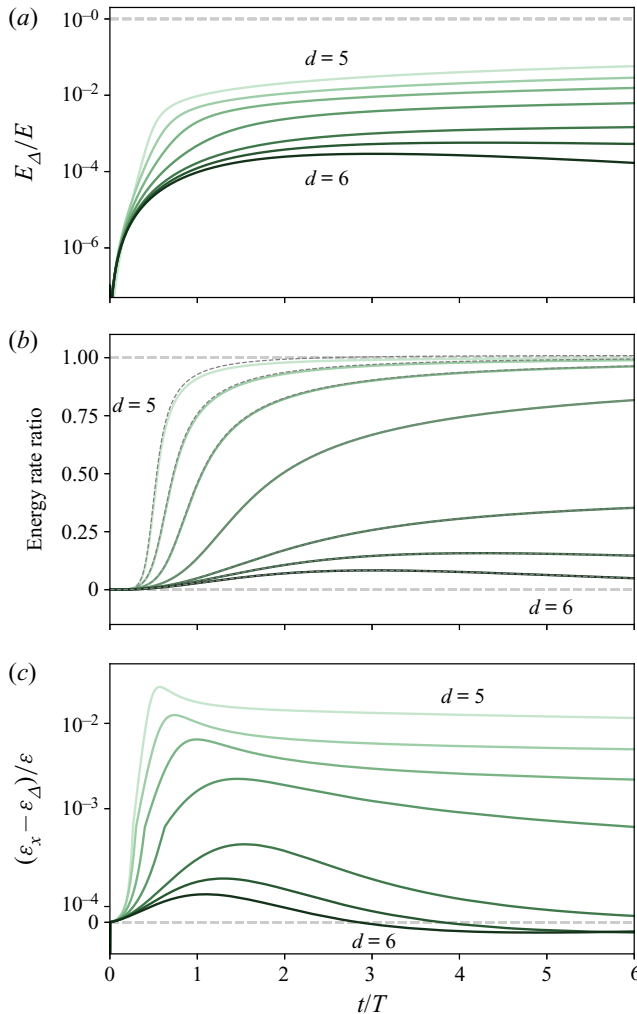 (a)
10⁻⁰
10⁻²
10⁻⁴
10⁻⁶
E_Δ/E
d = 5
d = 6
(b)
1.00
0.75
0.50
0.25
0
Energy rate ratio
d = 5
d = 6
(c)
10⁻²
10⁻³
10⁻⁴
0
(ε_x − ε_Δ)/ε
d = 5
d = 6
0 1 2 3 4 5 6
t/T